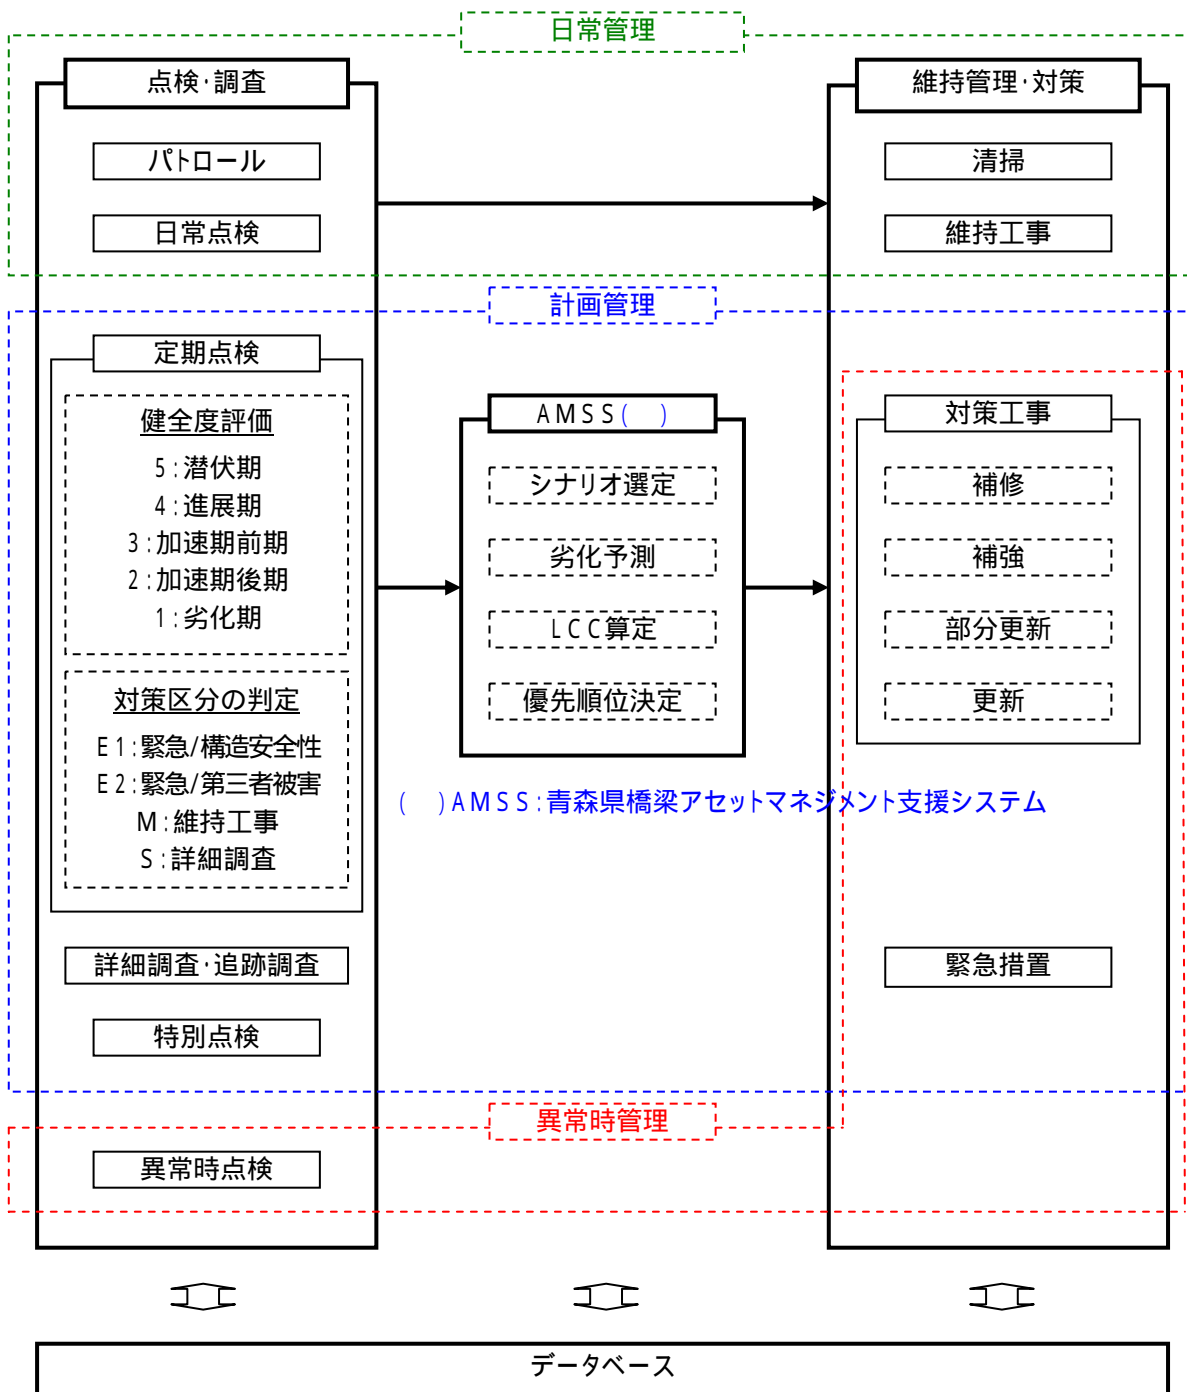 日常管理
点検・調査
パトロール
日常点検
維持管理・対策
清掃
維持工事
計画管理
定期点検
健全度評価
5:潜伏期
4:進展期
3:加速期前期
2:加速期後期
1:劣化期
対策区分の判定
E1:緊急/構造安全性
E2:緊急/第三者被害
M:維持工事
S:詳細調査
詳細調査・追跡調査
特別点検
AMSS( )
シナリオ選定
劣化予測
LCC算定
優先順位決定
( )AMSS:青森県橋梁アセットマネジメント支援システム
対策工事
補修
補強
部分更新
更新
緊急措置
異常時管理
異常時点検
データベース